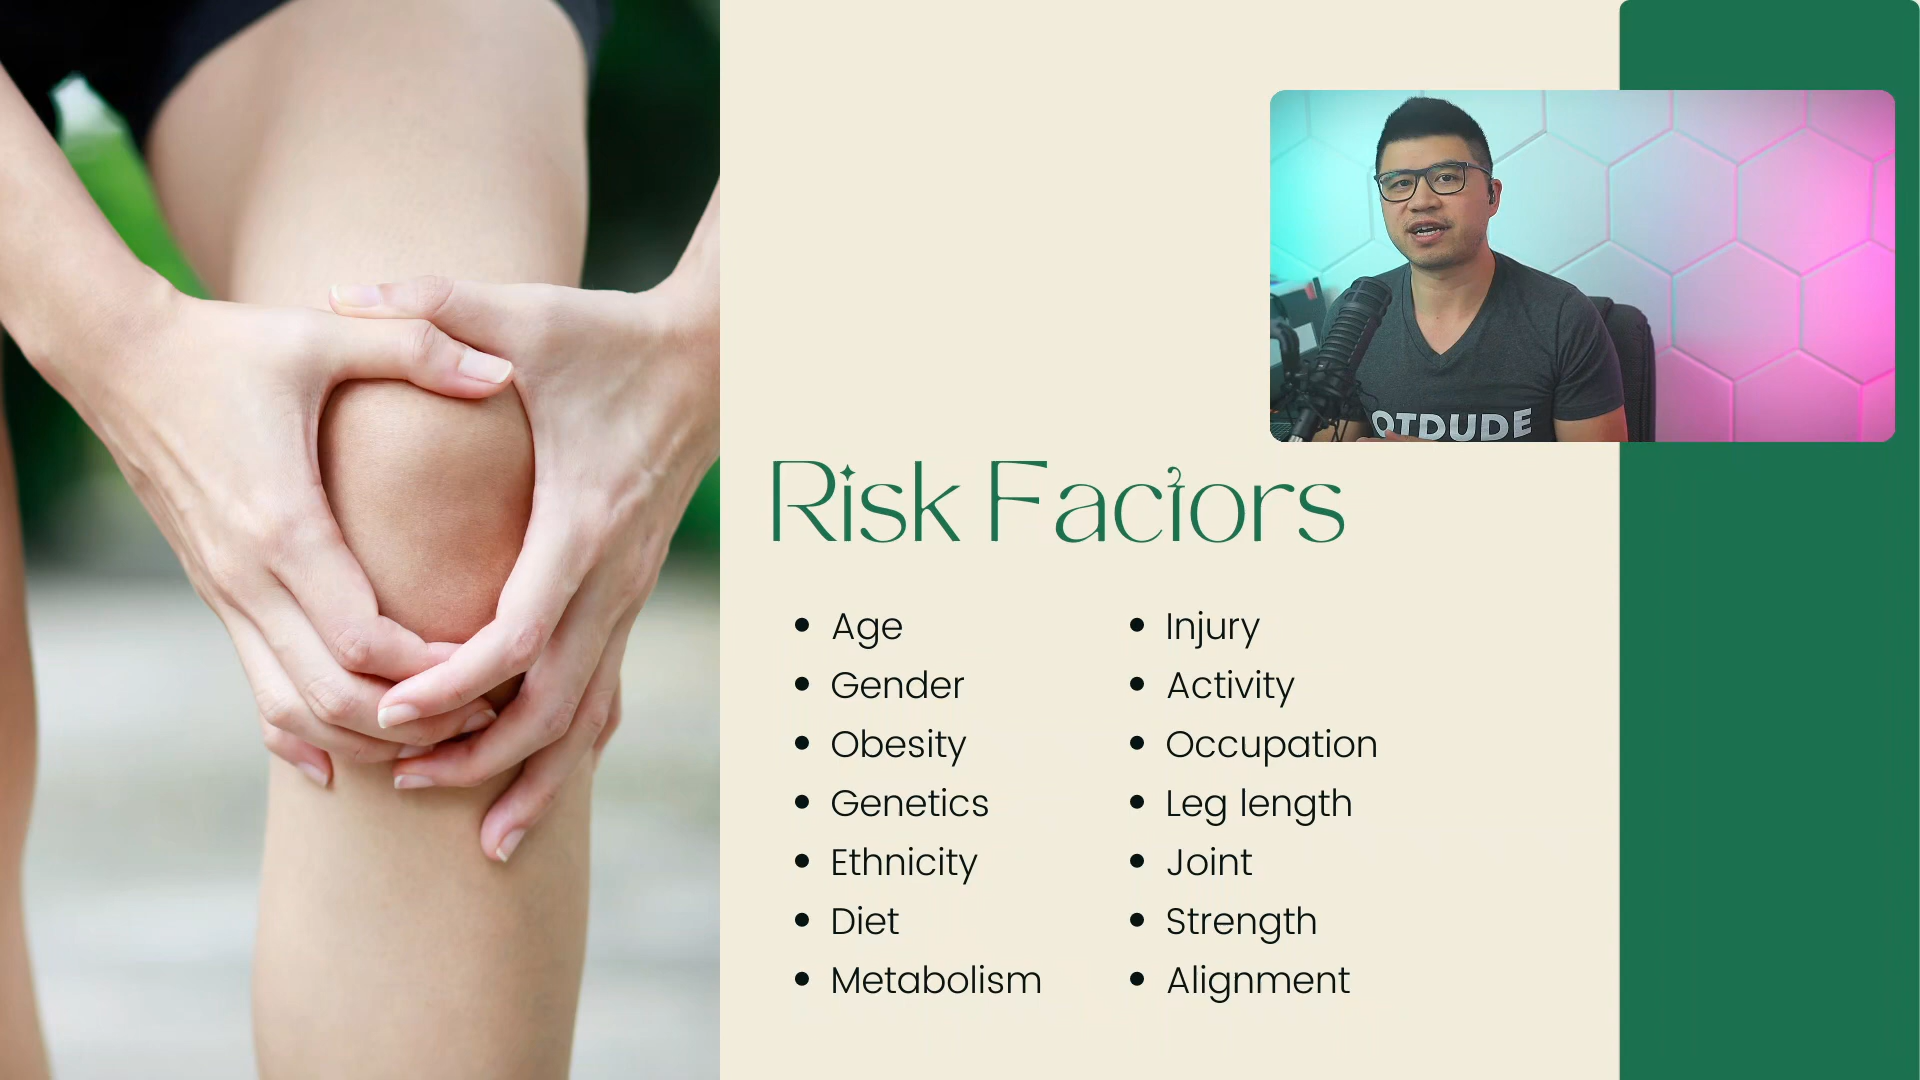 OTDUDE
Risk Factors
Age
Gender
Obesity
Genetics
Ethnicity
Diet
Metabolism
Injury
Activity
Occupation
Leg length
Joint
Strength
Alignment